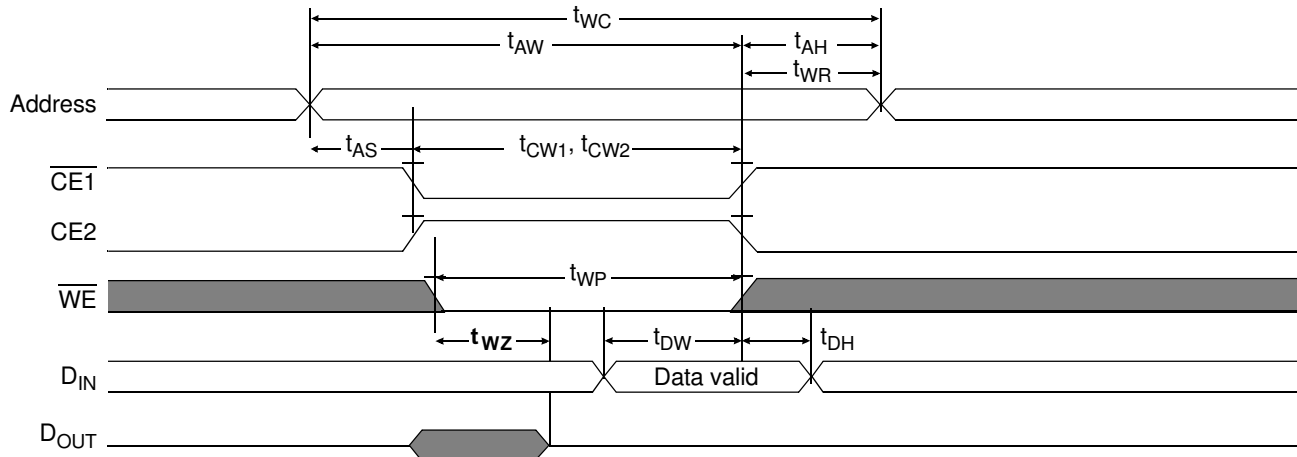 tWC
tAW tAH
tWR
Address
tAS tCW1, tCW2
CE1
CE2
tWP
WE
tWZ tDW tDH
DIN Data valid
DOUT